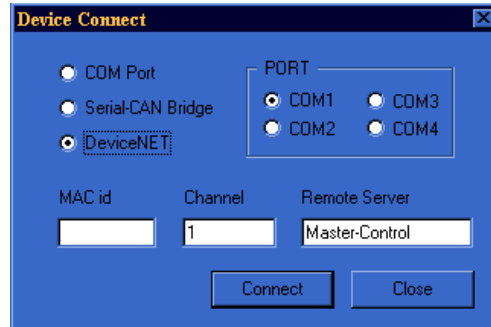 Device Connect
COM Port
Serial-CAN Bridge
DeviceNET
PORT
COM1
COM3
COM2
COM4
MAC id
Channel
Remote Server
1
Master-Control
Connect
Close